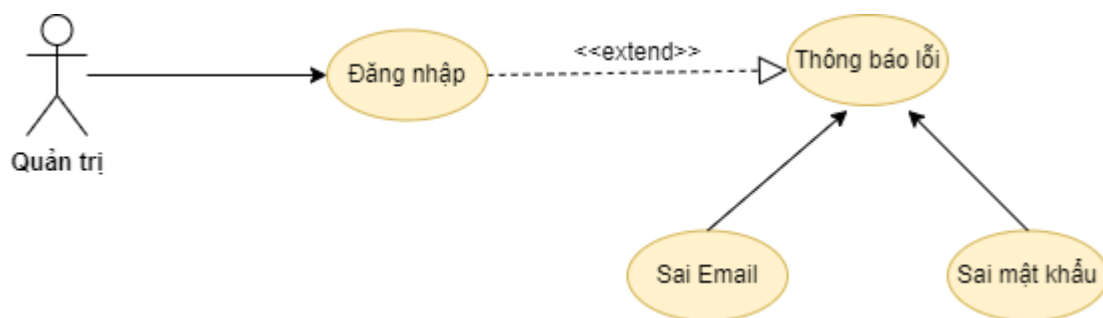 <<extend>>
Đăng nhập
Thông báo lỗi
Quản trị
Sai Email
Sai mật khẩu